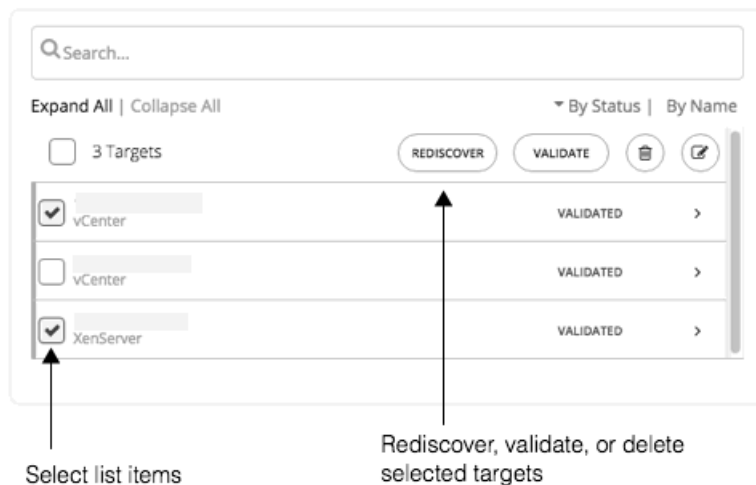 Search...
Expand All | Collapse All By Status | By Name
3 Targets REDISCOVER VALIDATE
vCenter VALIDATED
vCenter VALIDATED
XenServer VALIDATED
Rediscover, validate, or delete
selected targets
Select list items